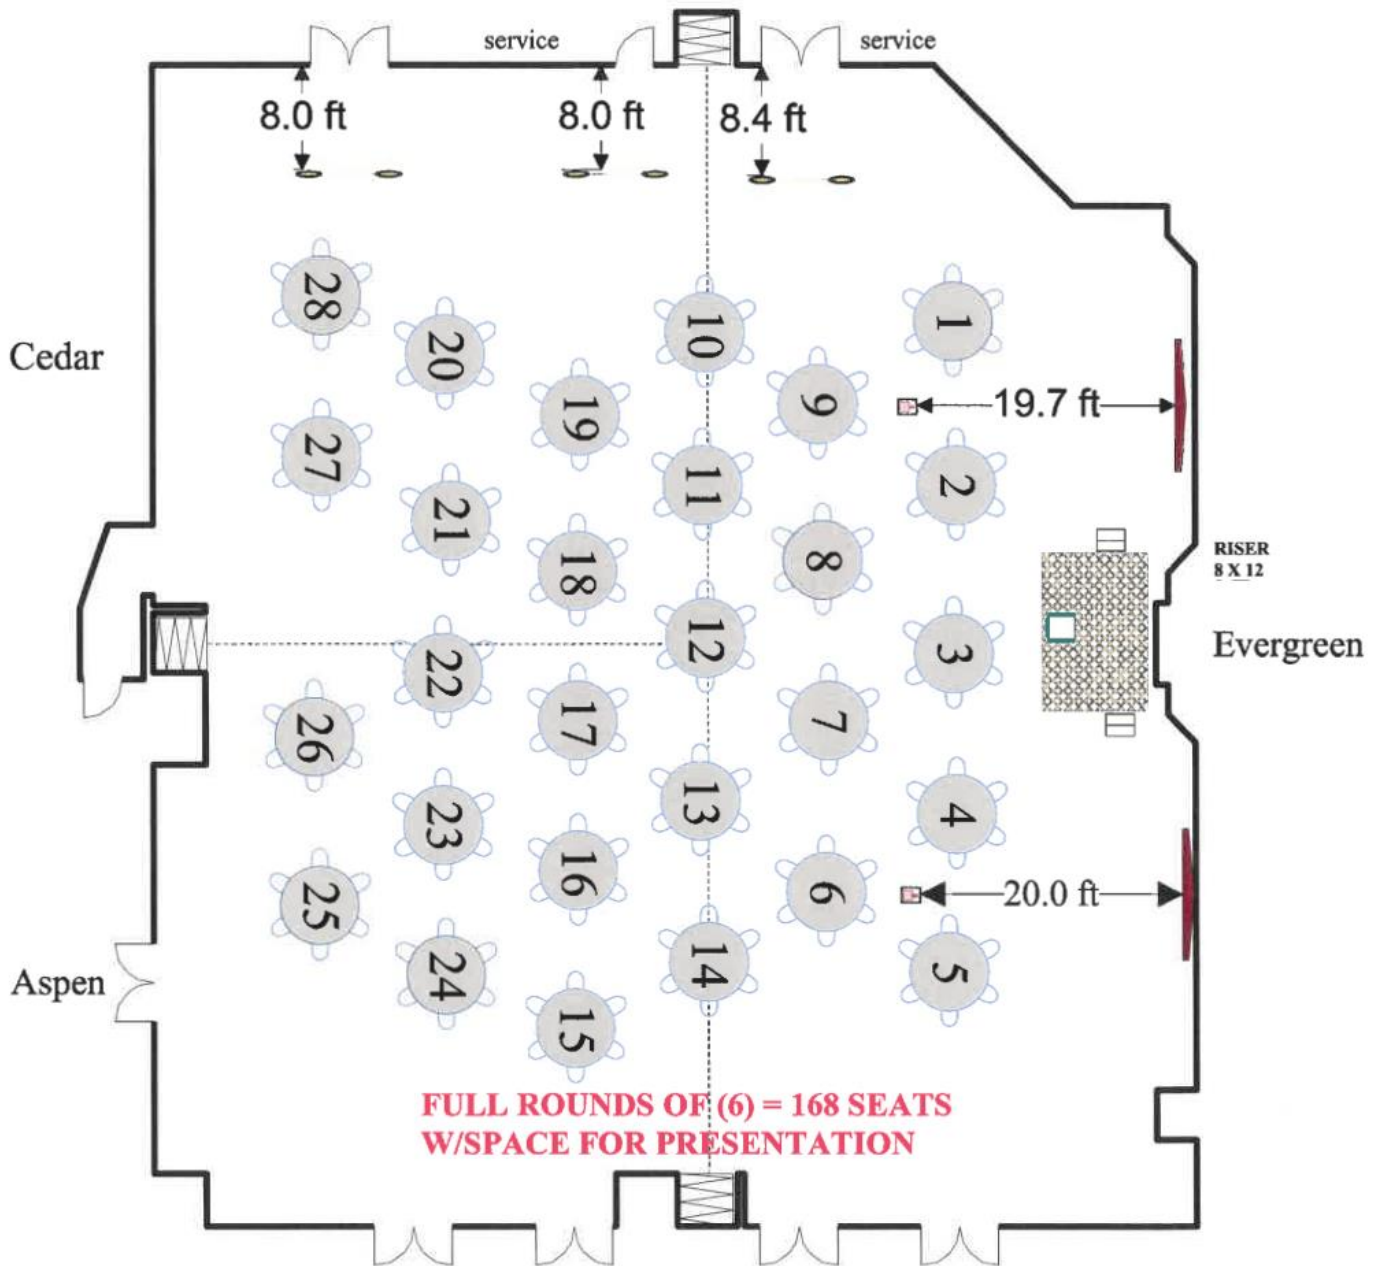 service
service
8.0 ft
8.0 ft
8.4 ft
28
10
1
20
Cedar
9
19.7 ft
19
27
11
2
21
RISER
8 X 12
8
18
12
3
Evergreen
22
7
17
26
13
4
23
16
6
20.0 ft
25
14
5
24
Aspen
15
FULL ROUNDS OF (6) = 168 SEATS
W/SPACE FOR PRESENTATION